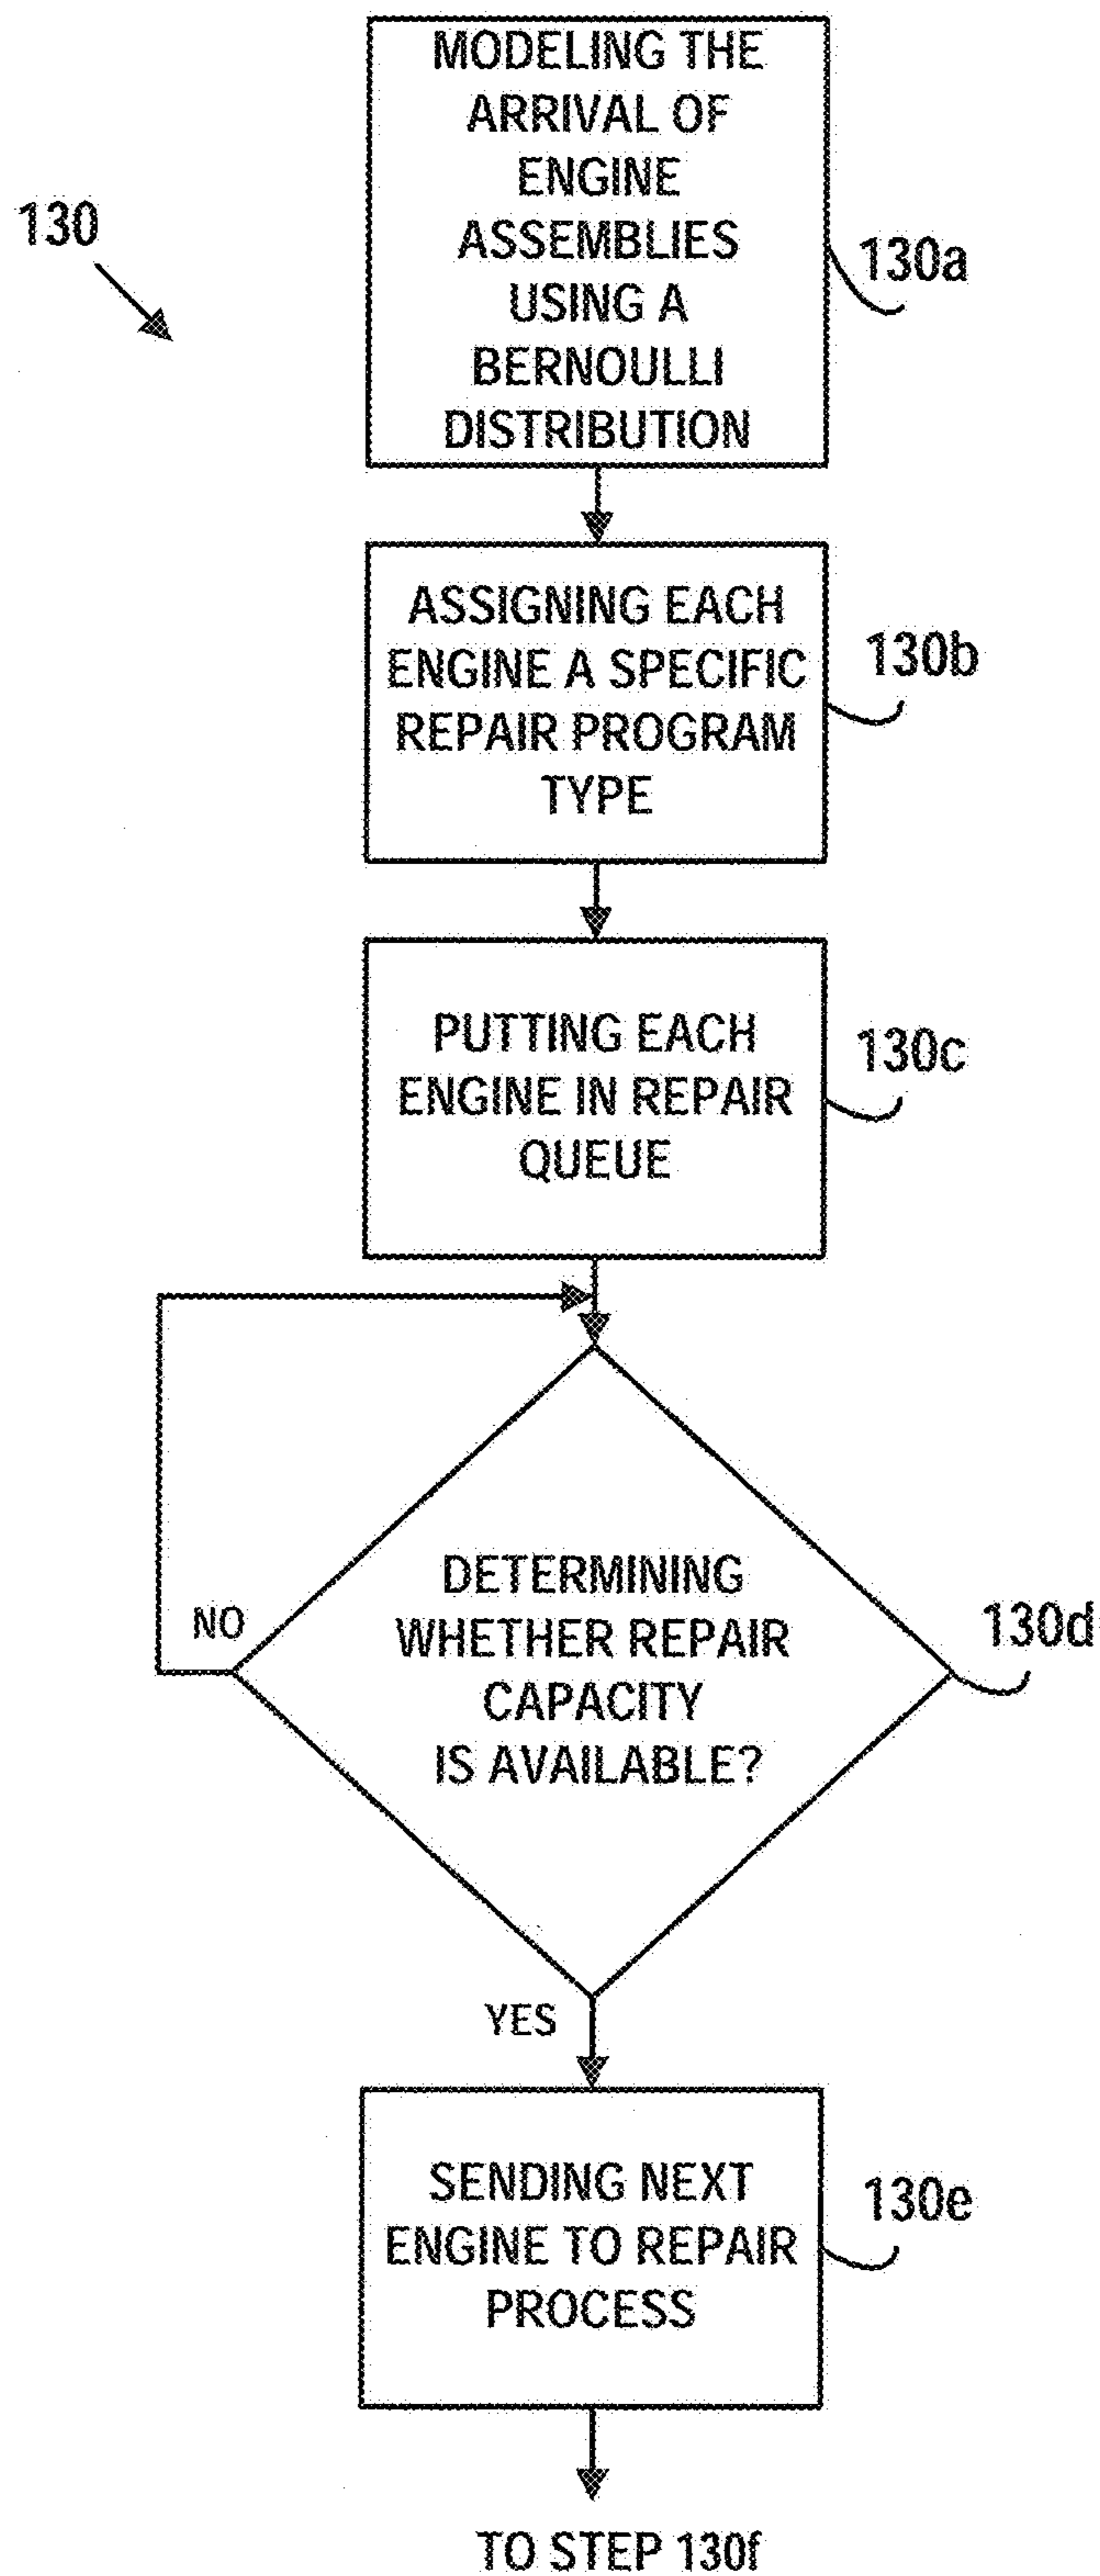 MODELING THE
ARRIVAL OF
ENGINE
ASSEMBLIES
USING A
BERNOULLI
DISTRIBUTION
130
130a
ASSIGNING EACH
ENGINE A SPECIFIC
REPAIR PROGRAM
TYPE
130b
PUTTING EACH
ENGINE IN REPAIR
QUEUE
130c
DETERMINING
WHETHER REPAIR
CAPACITY
IS AVAILABLE?
NO
130d
YES
SENDING NEXT
ENGINE TO REPAIR
PROCESS
130e
TO STEP 130f